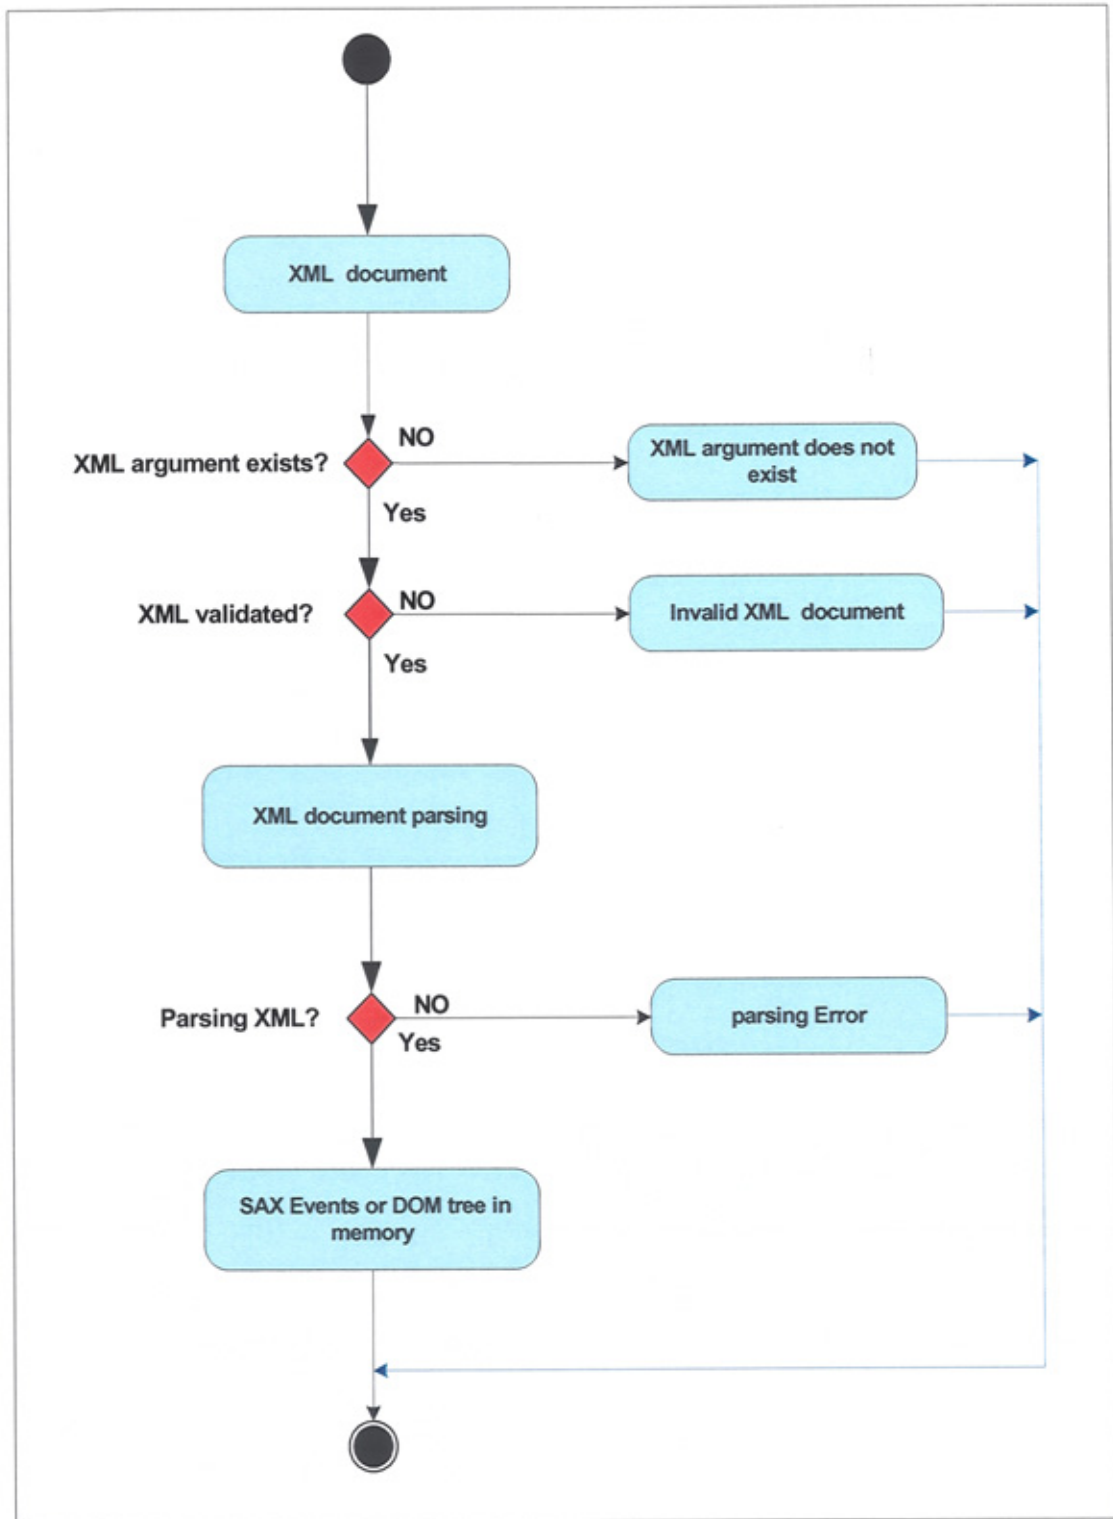 XML document
XML argument exists?
NO
XML argument does not
exist
Yes
XML validated?
NO
Invalid XML document
Yes
XML document parsing
Parsing XML?
NO
parsing Error
Yes
SAX Events or DOM tree in
memory